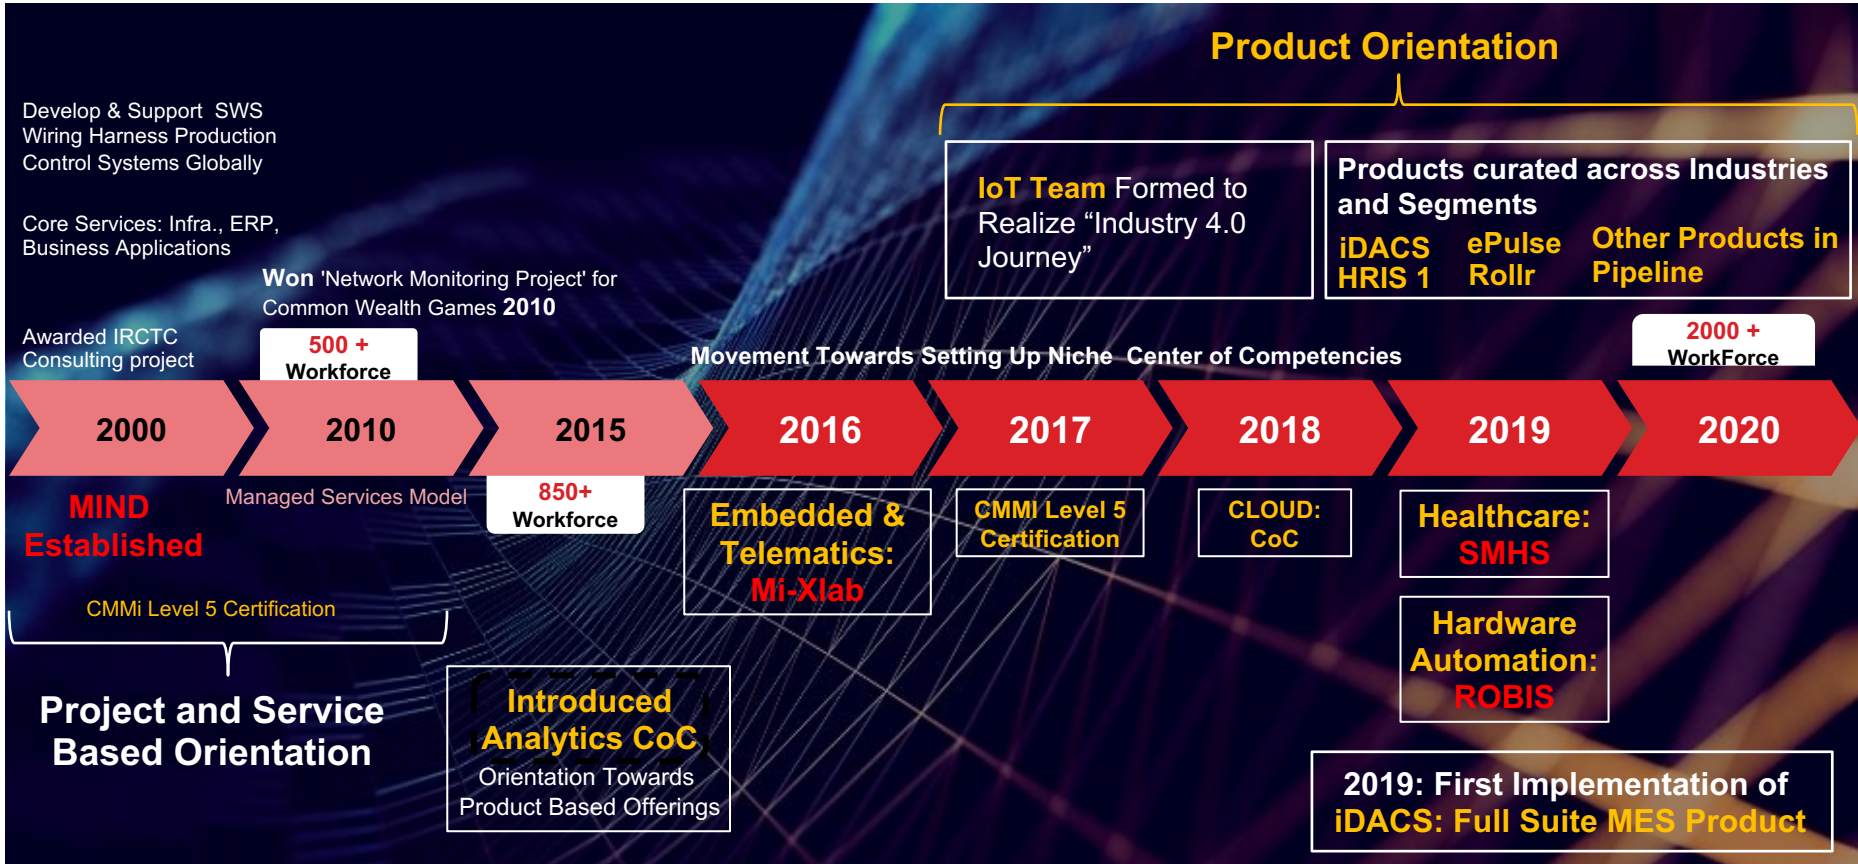 Product Orientation
Develop & Support SWS
Wiring Harness Production
Control Systems Globally
Core Services: Infra., ERP,
Business Applications
IoT Team Formed to
Realize “Industry 4.0
Journey”
Products curated across Industries
and Segments
iDACS
HRIS 1
ePulse
Rollr
Other Products in
Pipeline
Won 'Network Monitoring Project' for
Common Wealth Games 2010
Awarded IRCTC
Consulting project
500 +
Workforce
Movement Towards Setting Up Niche Center of Competencies
2000 +
WorkForce
2000
2010
2015
2016
2017
2018
2019
2020
MIND
Established
Managed Services Model
850+
Workforce
Embedded &
Telematics:
Mi-Xlab
CMMI Level 5
Certification
CLOUD:
CoC
Healthcare:
SMHS
CMMi Level 5 Certification
Hardware
Automation:
ROBIS
Project and Service
Based Orientation
Introduced
Analytics CoC
Orientation Towards
Product Based Offerings
2019: First Implementation of
iDACS: Full Suite MES Product